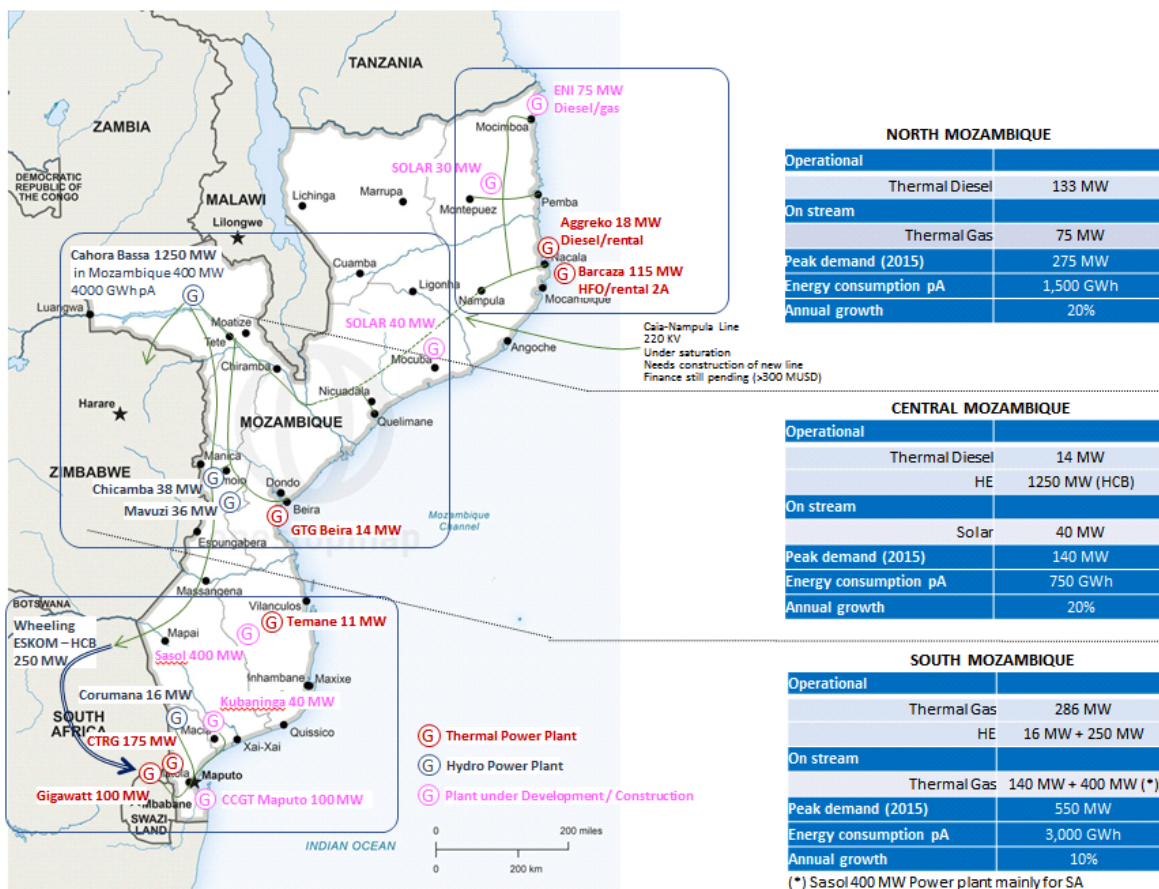 TANZANIA
ENI 75 MW
Diesel/gas
Mocimboa
ZAMBIA
SOLAR 30 MW
DEMOCRATIC
REPUBLIC OF
THE CONGO
MALAWI
Lichinga
Marrupa
Montepuez
Pemba
Lilongwe
Aggreko 18 MW
Diesel/rental
Cahora Bassa 1250 MW
in Mozambique 400 MW
4000 GWh pA
Cuamba
Nacala
Barcaza 115 MW
HFO/rental 2A
Ligonha
Nampula
Mocambique
Luangwa
Moatize
Tete
SOLAR 40 MW
Angoche
Chiramba
Mocuba
Caia-Nampula Line
220 KV
Under saturation
Needs construction of new line
Finance still pending (>300 MUSD)
Harare
Nicuadala
MOZAMBIQUE
Quelimane
ZIMBABWE
Manica
Chicamba 38 MW
moio
Mavuzi 36 MW
Dondo
Beira
GTG Beira 14 MW
Mozambique
Channel
Espungabera
Massangena
BOTSWANA
Vilanculos
Wheeling
ESKOM – HCB
250 MW
Temane 11 MW
Mapai
Sasol 400 MW
Inhambane
Maxixe
Corumana 16 MW
Kubaninga 40 MW
SOUTH
AFRICA
Macia
Quissico
Xai-Xai
CTRG 175 MW
Maputo
Gigawatt 100 MW
Mbabane
CCGT Maputo 100 MW
SWAZI
LAND
INDIAN OCEAN
G Thermal Power Plant
G Hydro Power Plant
G Plant under Development / Construction
0 200 miles
0 200 km
NORTH MOZAMBIQUE
Operational
Thermal Diesel 133 MW
On stream
Thermal Gas 75 MW
Peak demand (2015) 275 MW
Energy consumption pA 1,500 GWh
Annual growth 20%
CENTRAL MOZAMBIQUE
Operational
Thermal Diesel 14 MW
HE 1250 MW (HCB)
On stream
Solar 40 MW
Peak demand (2015) 140 MW
Energy consumption pA 750 GWh
Annual growth 20%
SOUTH MOZAMBIQUE
Operational
Thermal Gas 286 MW
HE 16 MW + 250 MW
On stream
Thermal Gas 140 MW + 400 MW (*)
Peak demand (2015) 550 MW
Energy consumption pA 3,000 GWh
Annual growth 10%
(*) Sasol 400 MW Power plant mainly for SA